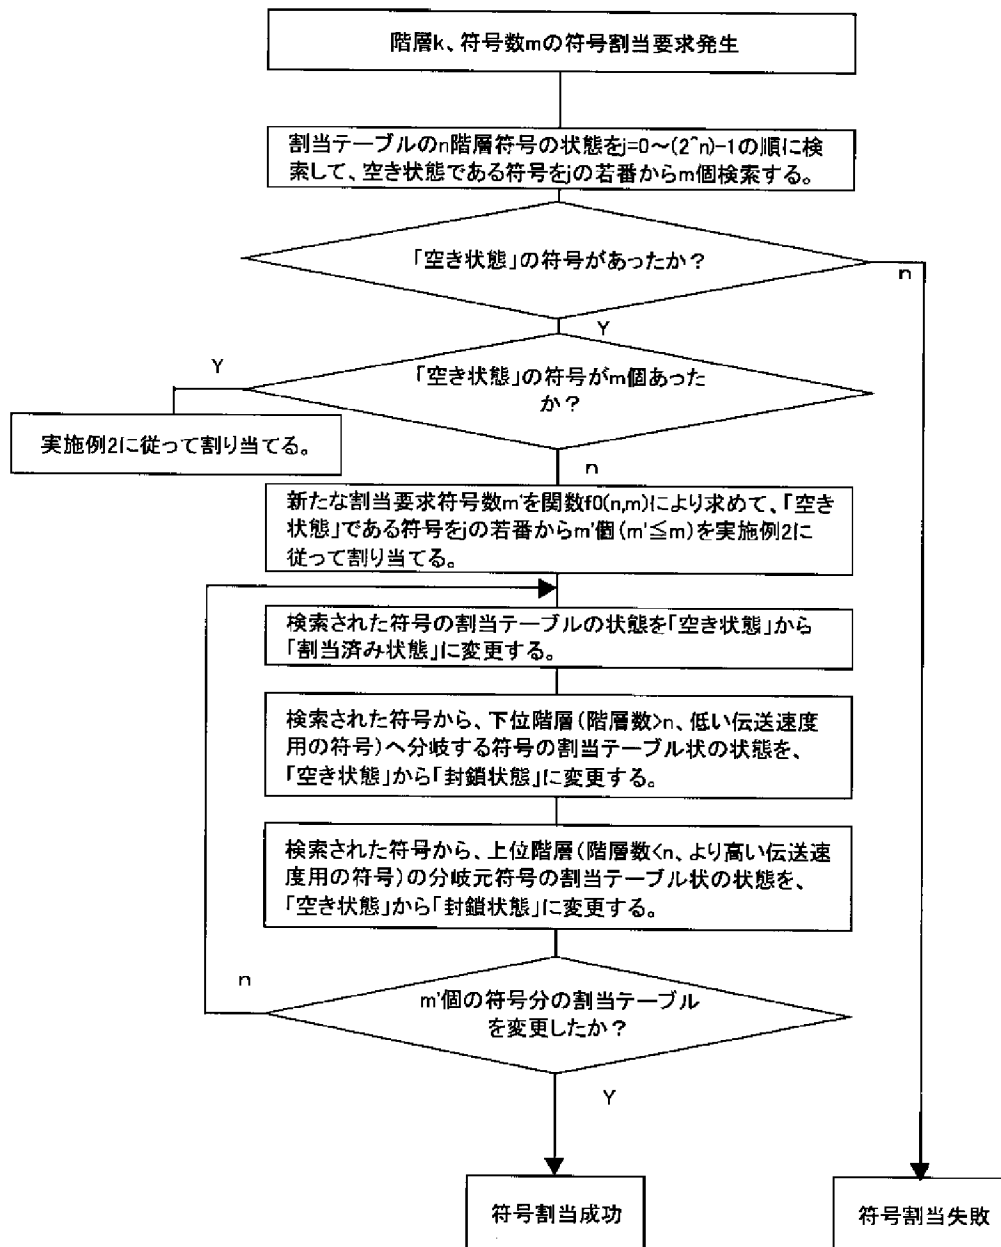 階層k、符号数mの符号割当要求発生
割当テーブルのn階層符号の状態をj=0～(2^n)-1の順に検
索して、空き状態である符号をjの若番からm個検索する。
「空き状態」の符号があったか？
n
Y
Y
「空き状態」の符号がm個あった
か？
実施例2に従って割り当てる。
n
新たな割当要求符号数m'を関数f0(n,m)により求めて、「空き
状態」である符号をjの若番からm'個(m'≦m)を実施例2に
従って割り当てる。
検索された符号の割当テーブルの状態を「空き状態」から
「割当済み状態」に変更する。
検索された符号から、下位階層(階層数>n、低い伝送速度
用の符号)へ分岐する符号の割当テーブル状の状態を、
「空き状態」から「封鎖状態」に変更する。
検索された符号から、上位階層(階層数<n、より高い伝送速
度用の符号)の分岐元符号の割当テーブル状の状態を、
「空き状態」から「封鎖状態」に変更する。
n
m'個の符号分の割当テーブル
を変更したか？
Y
符号割当成功
符号割当失敗